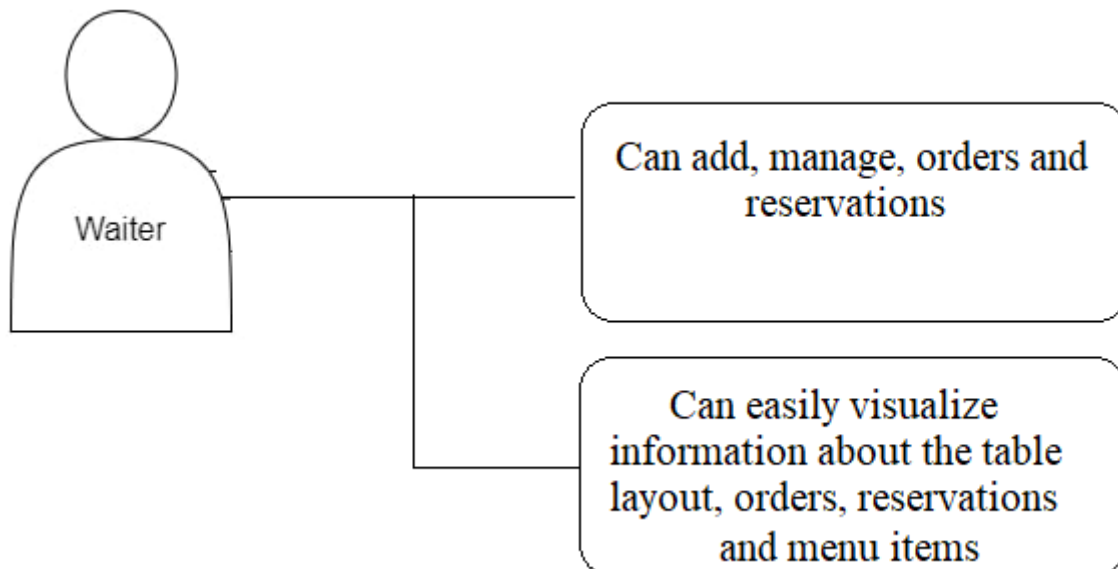 Waiter
Can add, manage, orders and
reservations
Can easily visualize
information about the table
layout, orders, reservations
and menu items